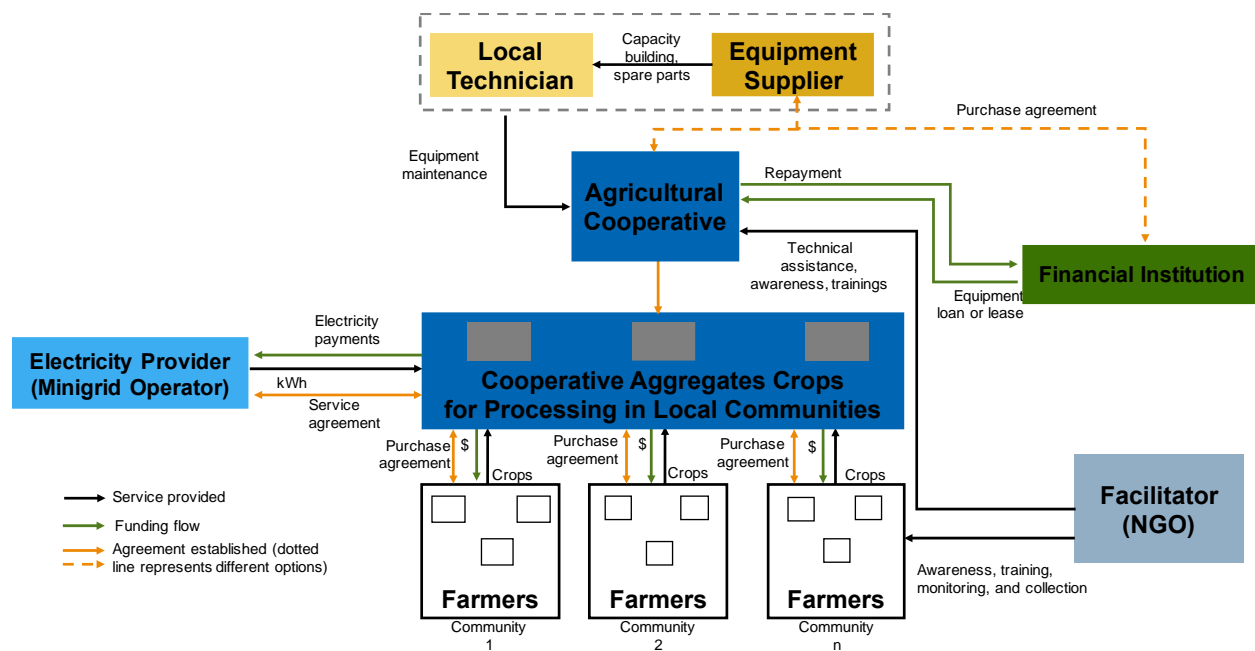 Local
Technician
Capacity
building,
spare parts
Equipment
Supplier
Purchase agreement
Equipment
maintenance
Agricultural
Cooperative
Repayment
Technical
assistance,
awareness, trainings
Financial Institution
Equipment
loan or lease
Electricity
payments
Electricity Provider
(Minigrid Operator)
kWh
Service
agreement
Cooperative Aggregates Crops
for Processing in Local Communities
Purchase
agreement
$
Crops
Purchase
agreement
$
Crops
Purchase
agreement
$
Crops
Service provided
Funding flow
Agreement established (dotted
line represents different options)
Farmers
Community
1
Farmers
Community
2
Farmers
Community
n
Facilitator
(NGO)
Awareness, training,
monitoring, and collection